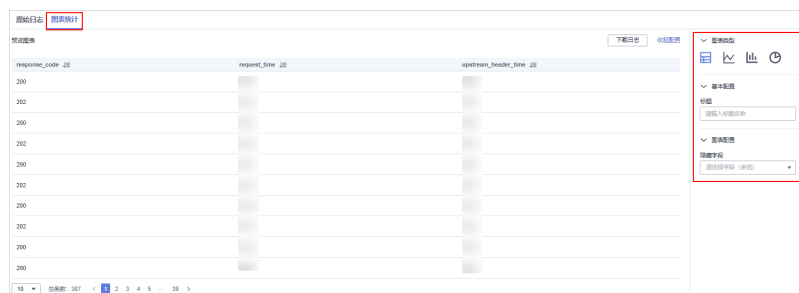 原始日志 图表统计
预览图表
下载日志 收起配置
response_code request_time upstream_header_time
200
202
200
202
200
202
200
202
200
200
10 总条数: 387 < 1 2 3 4 5 ··· 39 >
图表类型
基本配置
标题
请输入标题名称
图表配置
隐藏字段
请选择字段（多选）